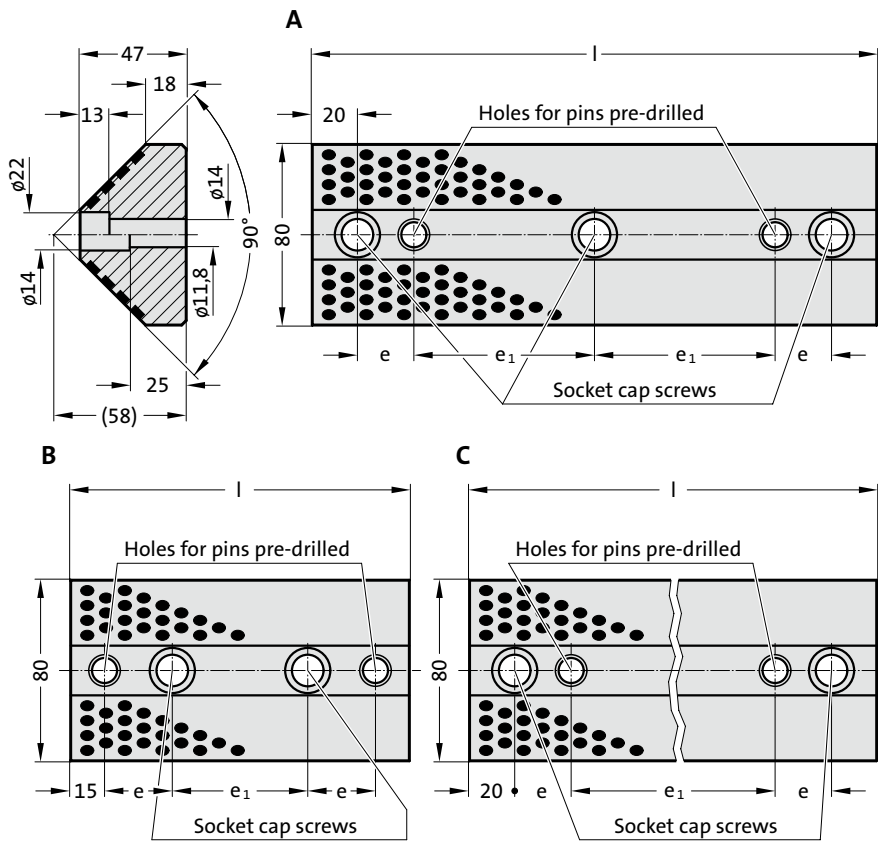 A
47
l
18
13
20
Holes for pins pre-drilled
ø22
ø14
80
90°
ø14
ø11,8
e
e₁
e₁
e
25
Socket cap screws
(58)
B
C
l
l
Holes for pins pre-drilled
Holes for pins pre-drilled
80
80
15
e
e₁
e
20
e
e₁
e
Socket cap screws
Socket cap screws